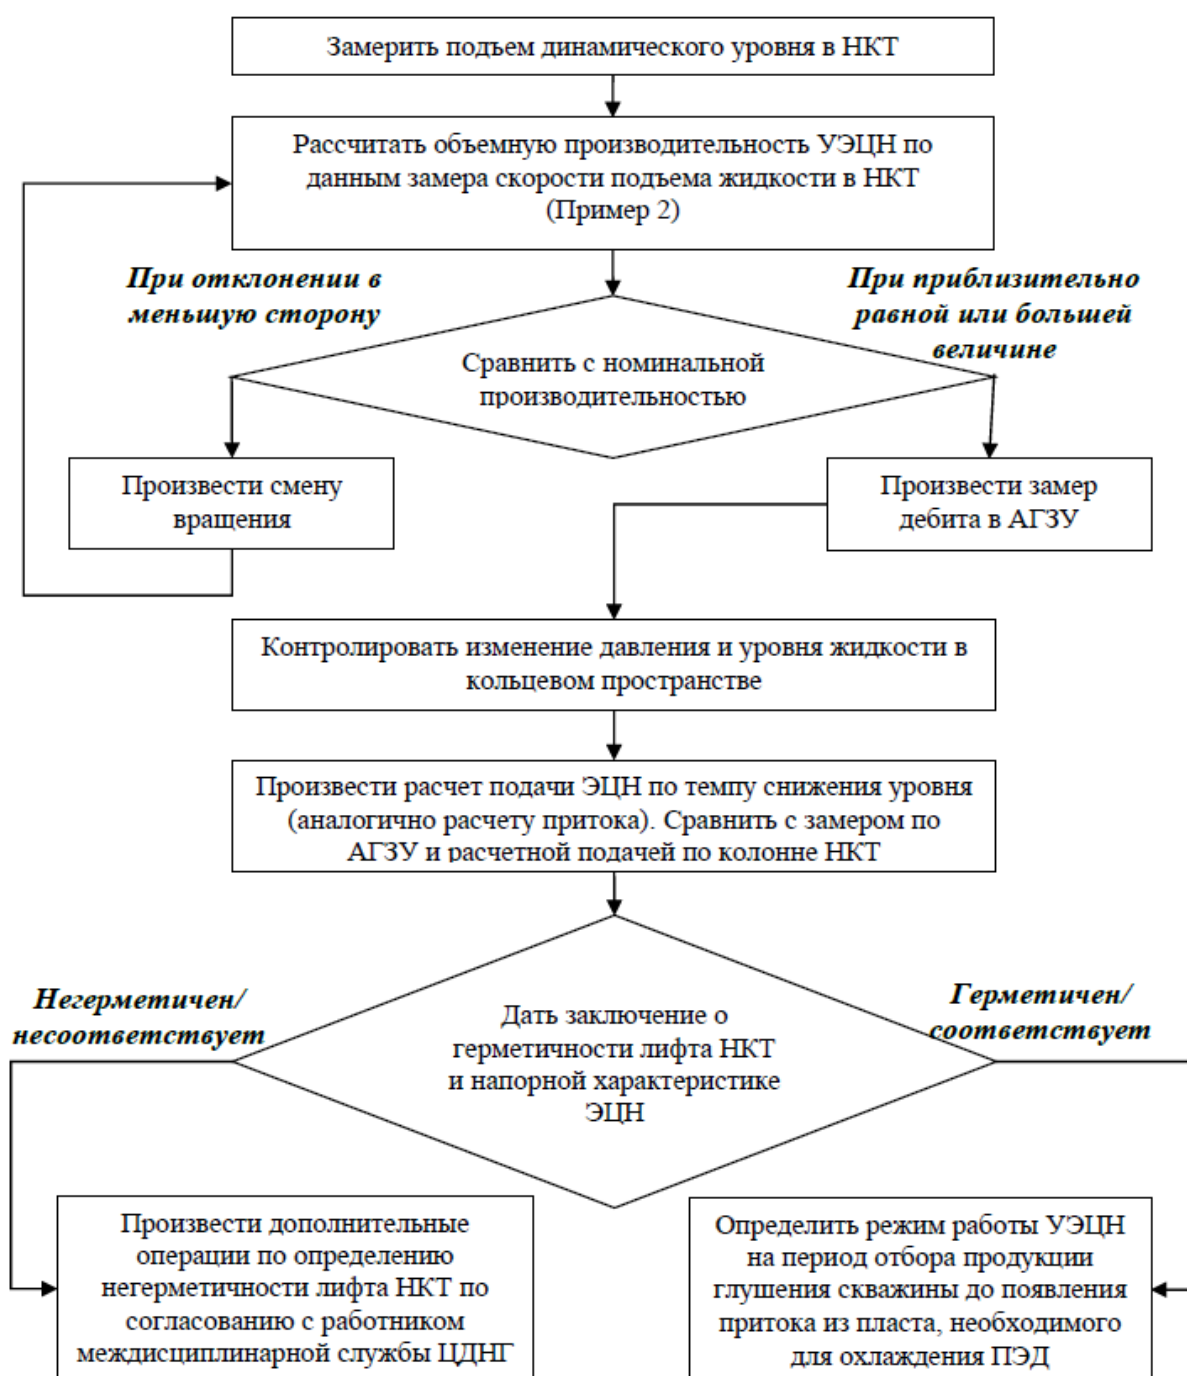 Замерить подъем динамического уровня в НКТ
Рассчитать объемную производительность УЭЦН по
данным замера скорости подъема жидкости в НКТ
(Пример 2)
При отклонении в
меньшую сторону
При приблизительно
равной или большей
величине
Сравнить с номинальной
производительностью
Произвести смену
вращения
Произвести замер
дебита в АГЗУ
Контролировать изменение давления и уровня жидкости в
кольцевом пространстве
Произвести расчет подачи ЭЦН по темпу снижения уровня
(аналогично расчету притока). Сравнить с замером по
АГЗУ и расчетной подачей по колонне НКТ
Негерметичен/
несоответствует
Герметичен/
соответствует
Дать заключение о
герметичности лифта НКТ
и напорной характеристике
ЭЦН
Произвести дополнительные
операции по определению
негерметичности лифта НКТ по
согласованию с работником
междисциплинарной службы ЦДНГ
Определить режим работы УЭЦН
на период отбора продукции
глушения скважины до появления
притока из пласта, необходимого
для охлаждения ПЭД